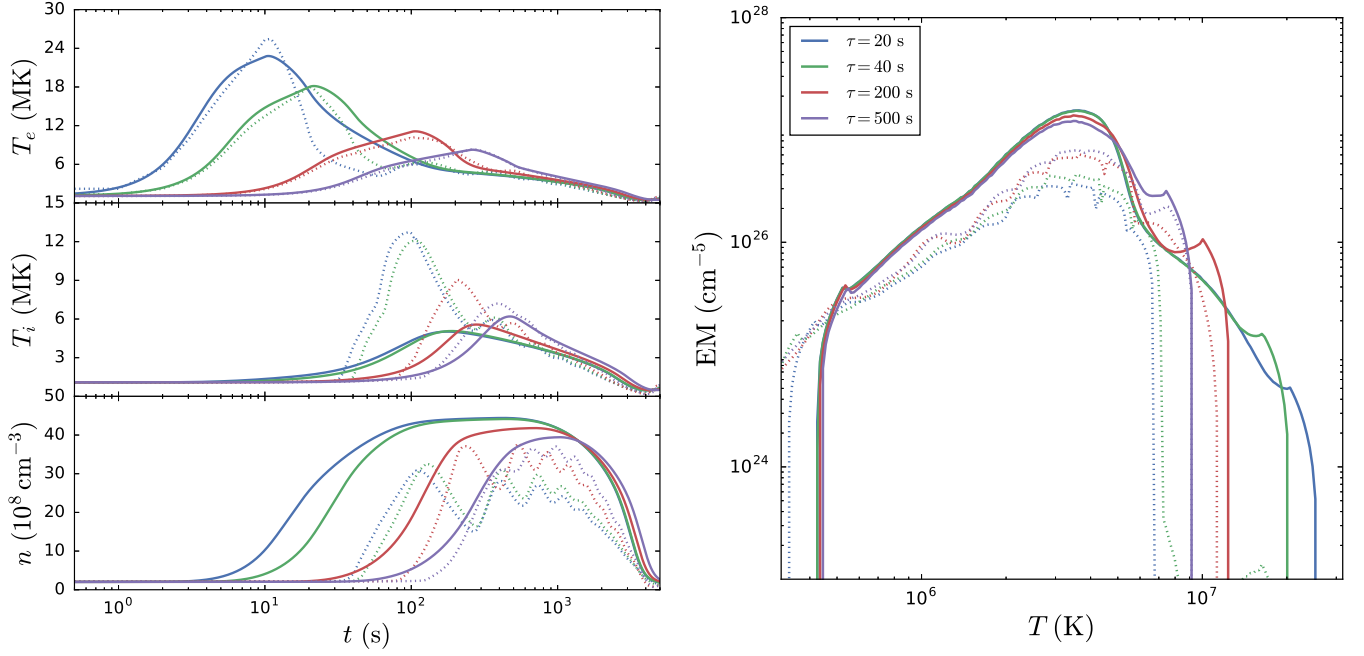 30
24
18
12
6
T_e (MK)
15
12
9
6
3
T_i (MK)
50
40
30
20
10
0
n (10^8 cm^−3)
10^0 10^1 10^2 10^3
t (s)
10^28
10^26
10^24
EM (cm^−5)
τ = 20 s
τ = 40 s
τ = 200 s
τ = 500 s
10^6 10^7
T (K)